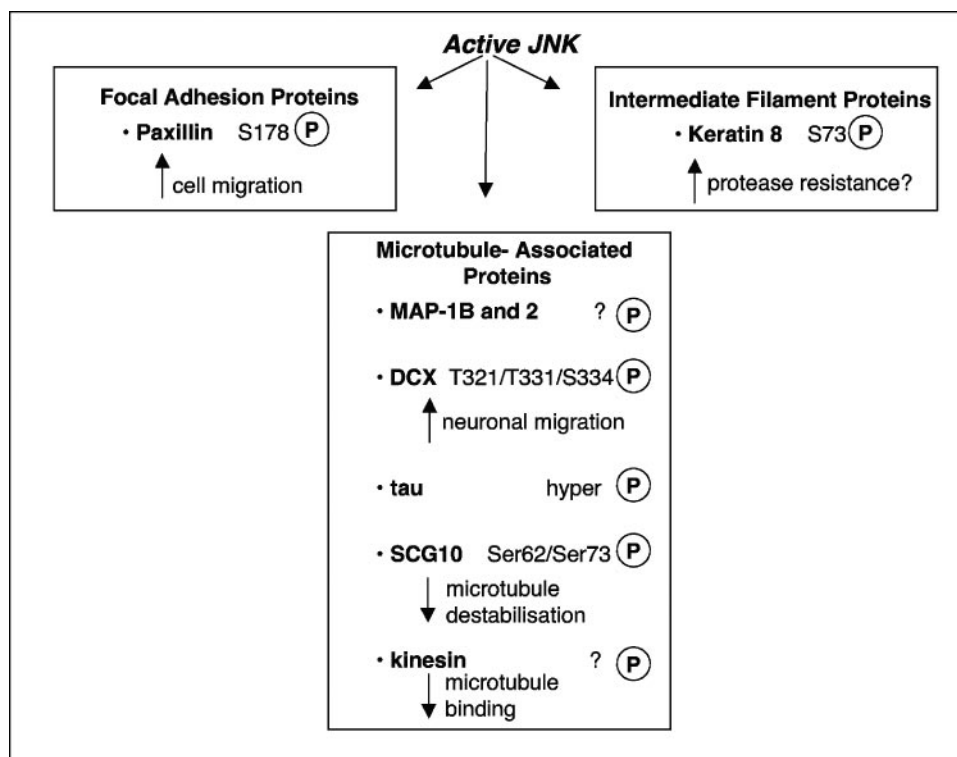 Active JNK
Focal Adhesion Proteins
• Paxillin S178 P
cell migration
Intermediate Filament Proteins
• Keratin 8 S73 P
protease resistance?
Microtubule- Associated
Proteins
• MAP-1B and 2 ? P
• DCX T321/T331/S334 P
neuronal migration
• tau hyper P
• SCG10 Ser62/Ser73 P
microtubule
destabilisation
• kinesin ? P
microtubule
binding